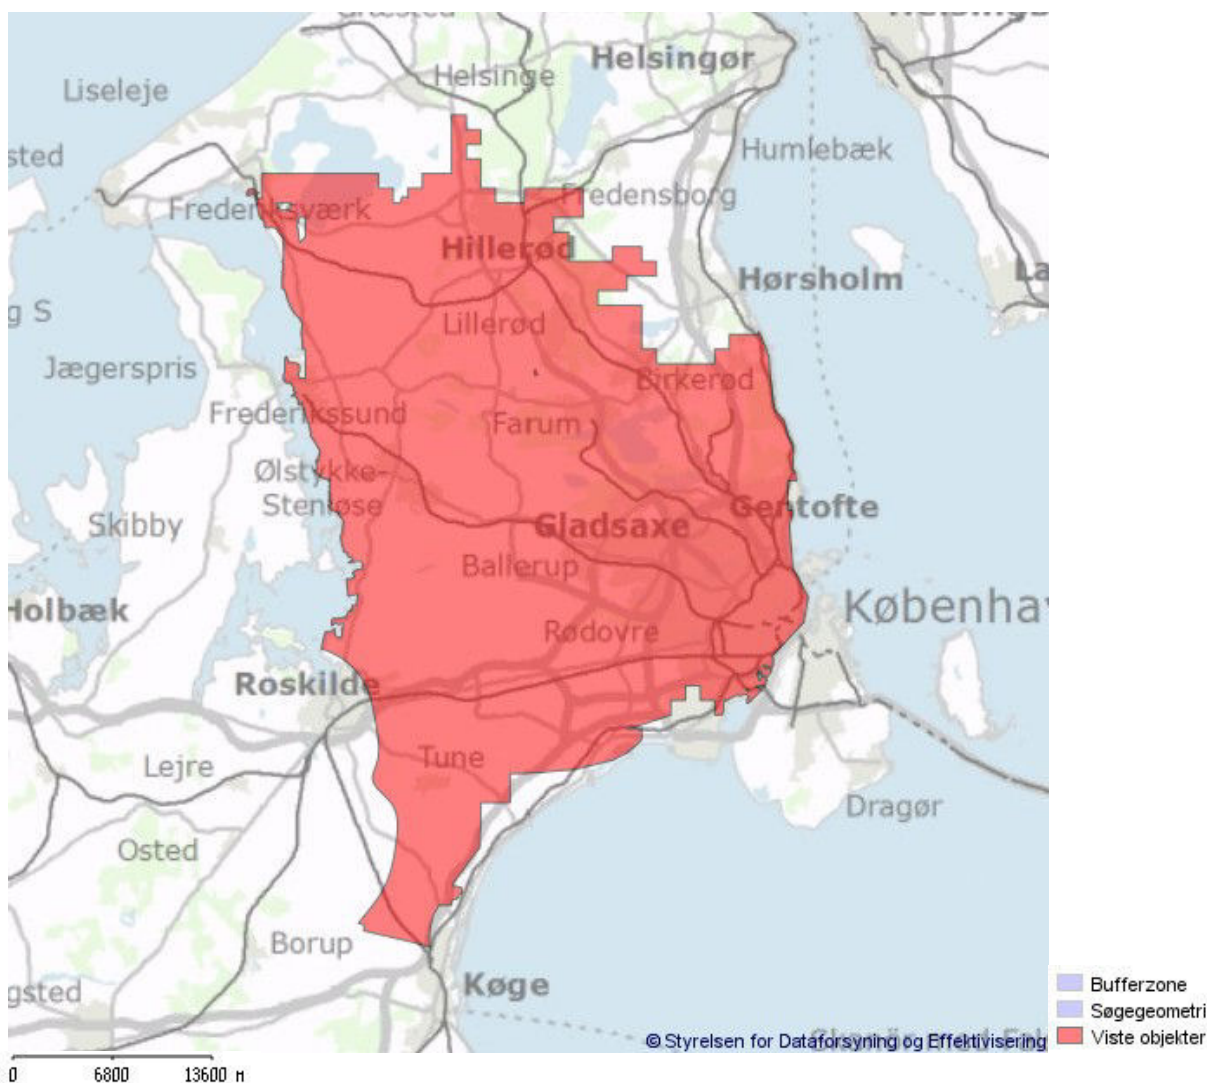 Græsted
Helsingør
Helsinge
Liseleje
Humlebæk
sted
Fredensborg
Frederiksværk
Hillerød
Hørsholm
La
g S
Lillerød
Jægerspris
Birkerød
Frederikssund
Farum
Ølstykke-
Stenløse
Gentofte
Skibby
Gladsaxe
Ballerup
Holbæk
Københav
Rødovre
Roskilde
Tune
Lejre
Dragør
Osted
Borup
Køge
gsted
Bufferzone
Søgegeometri
© Styrelsen for Dataforsyning og Effektivisering
Viste objekter
0 6800 13600 M